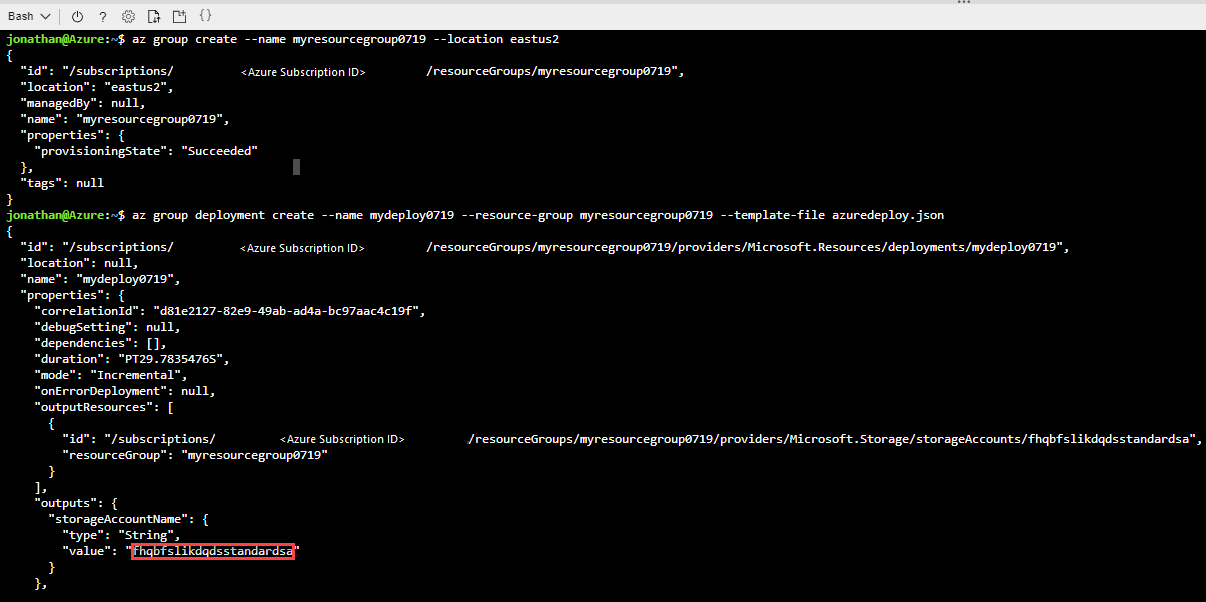 Bash
jonathan@Azure:~$ az group create --name myresourcegroup0719 --location eastus2
{
  "id": "/subscriptions/ <Azure Subscription ID> /resourceGroups/myresourcegroup0719",
  "location": "eastus2",
  "managedBy": null,
  "name": "myresourcegroup0719",
  "properties": {
    "provisioningState": "Succeeded"
  },
  "tags": null
}
jonathan@Azure:~$ az group deployment create --name mydeploy0719 --resource-group myresourcegroup0719 --template-file azuredeploy.json
{
  "id": "/subscriptions/ <Azure Subscription ID> /resourceGroups/myresourcegroup0719/providers/Microsoft.Resources/deployments/mydeploy0719",
  "location": null,
  "name": "mydeploy0719",
  "properties": {
    "correlationId": "d81e2127-82e9-49ab-ad4a-bc97aac4c19f",
    "debugSetting": null,
    "dependencies": [],
    "duration": "PT29.7835476S",
    "mode": "Incremental",
    "onErrorDeployment": null,
    "outputResources": [
      {
        "id": "/subscriptions/ <Azure Subscription ID> /resourceGroups/myresourcegroup0719/providers/Microsoft.Storage/storageAccounts/fhqbfslikdqdsstandardsa",
        "resourceGroup": "myresourcegroup0719"
      }
    ],
    "outputs": {
      "storageAccountName": {
        "type": "String",
        "value": "fhqbfslikdqdsstandardsa"
      }
    },